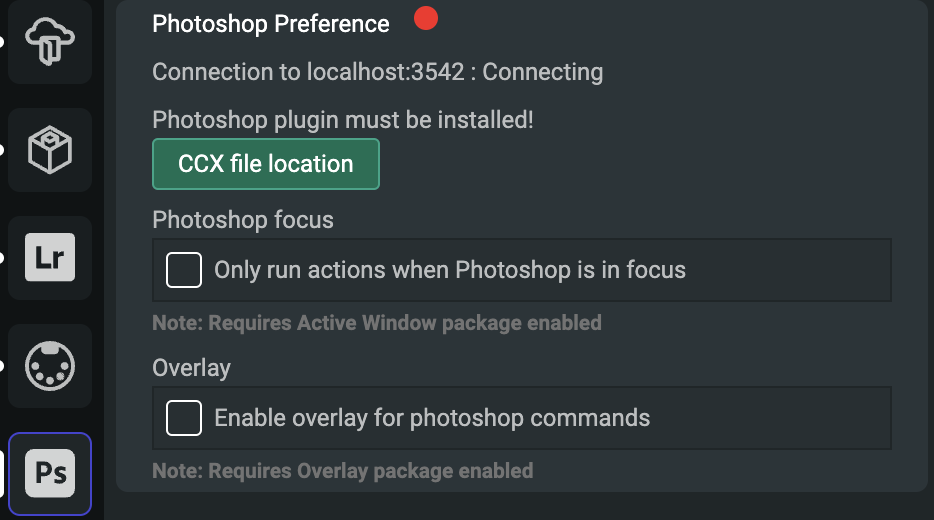 Photoshop Preference
Connection to localhost:3542 : Connecting
Photoshop plugin must be installed!
CCX file location
Photoshop focus
Only run actions when Photoshop is in focus
Note: Requires Active Window package enabled
Overlay
Enable overlay for photoshop commands
Note: Requires Overlay package enabled
Lr
Ps